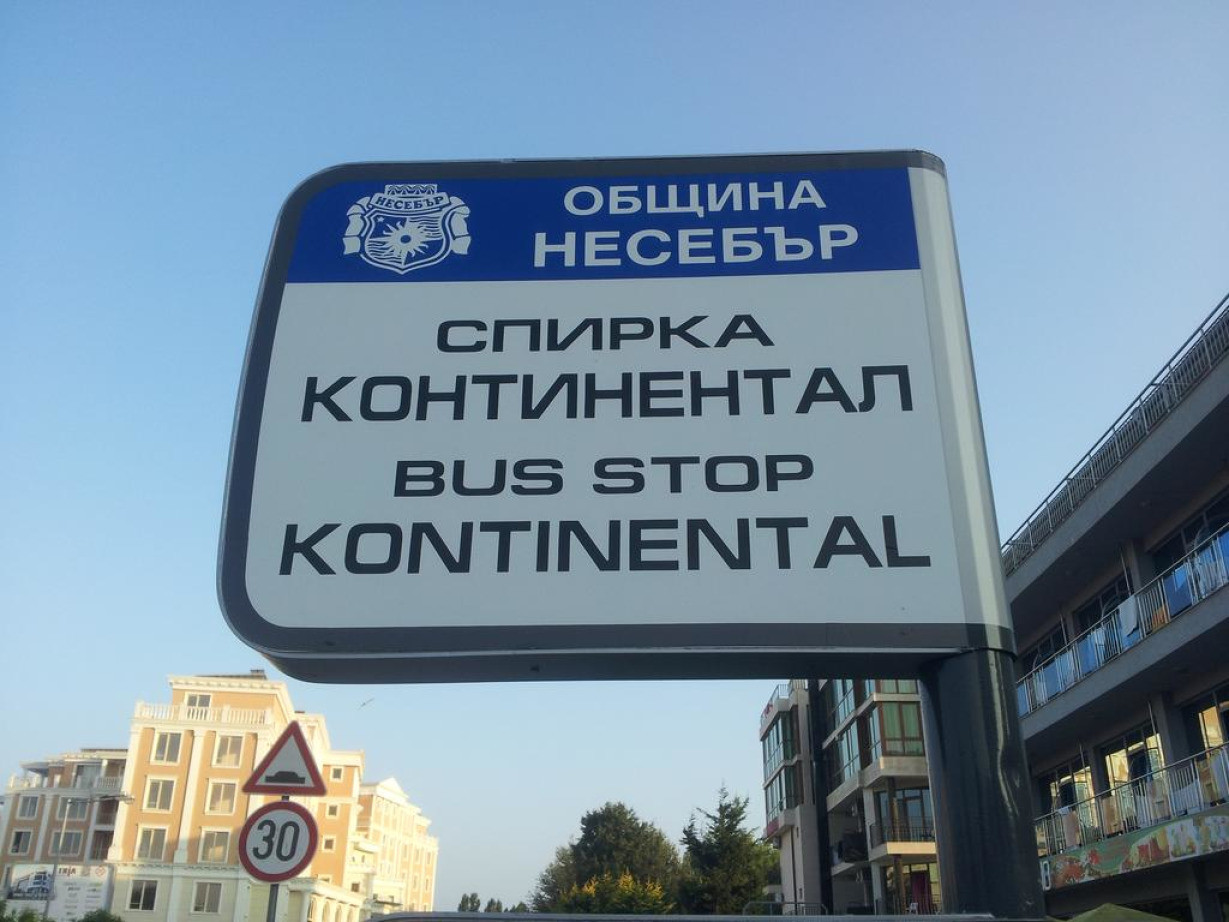 НЕСЕБЪР
ОБЩИНА
НЕСЕБЪР
СПИРКА
КОНТИНЕНТАЛ
BUS STOP
KONTINENTAL
30